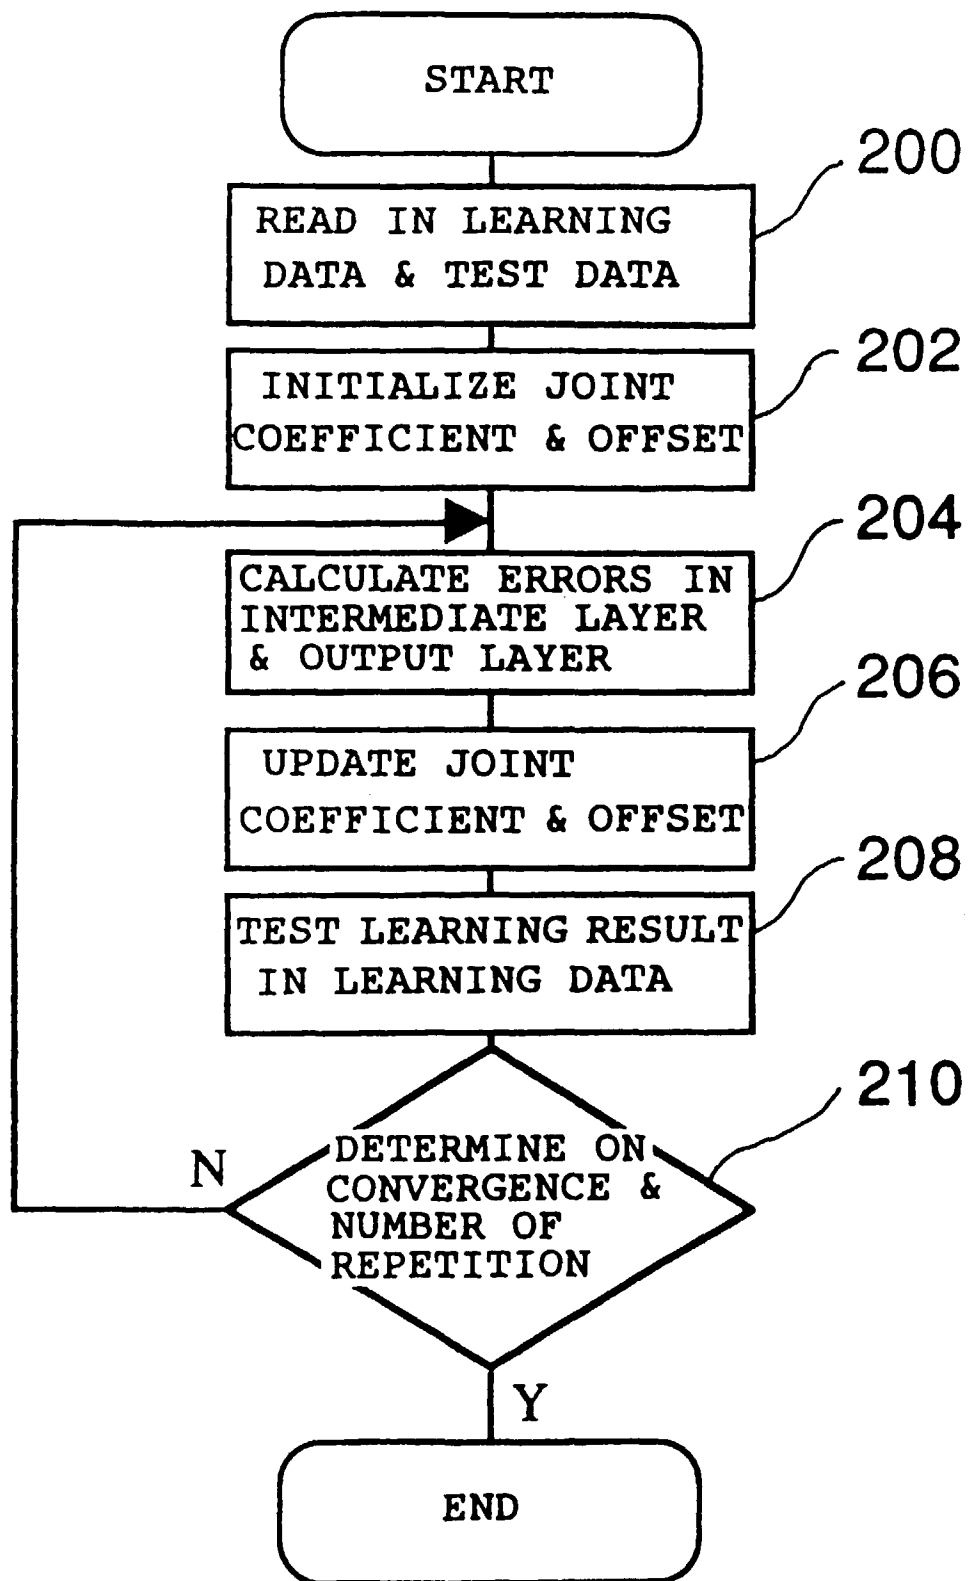 START
200
READ IN LEARNING
DATA & TEST DATA
202
INITIALIZE JOINT
COEFFICIENT & OFFSET
204
CALCULATE ERRORS IN
INTERMEDIATE LAYER
& OUTPUT LAYER
206
UPDATE JOINT
COEFFICIENT & OFFSET
208
TEST LEARNING RESULT
IN LEARNING DATA
210
N
DETERMINE ON
CONVERGENCE &
NUMBER OF
REPETITION
Y
END